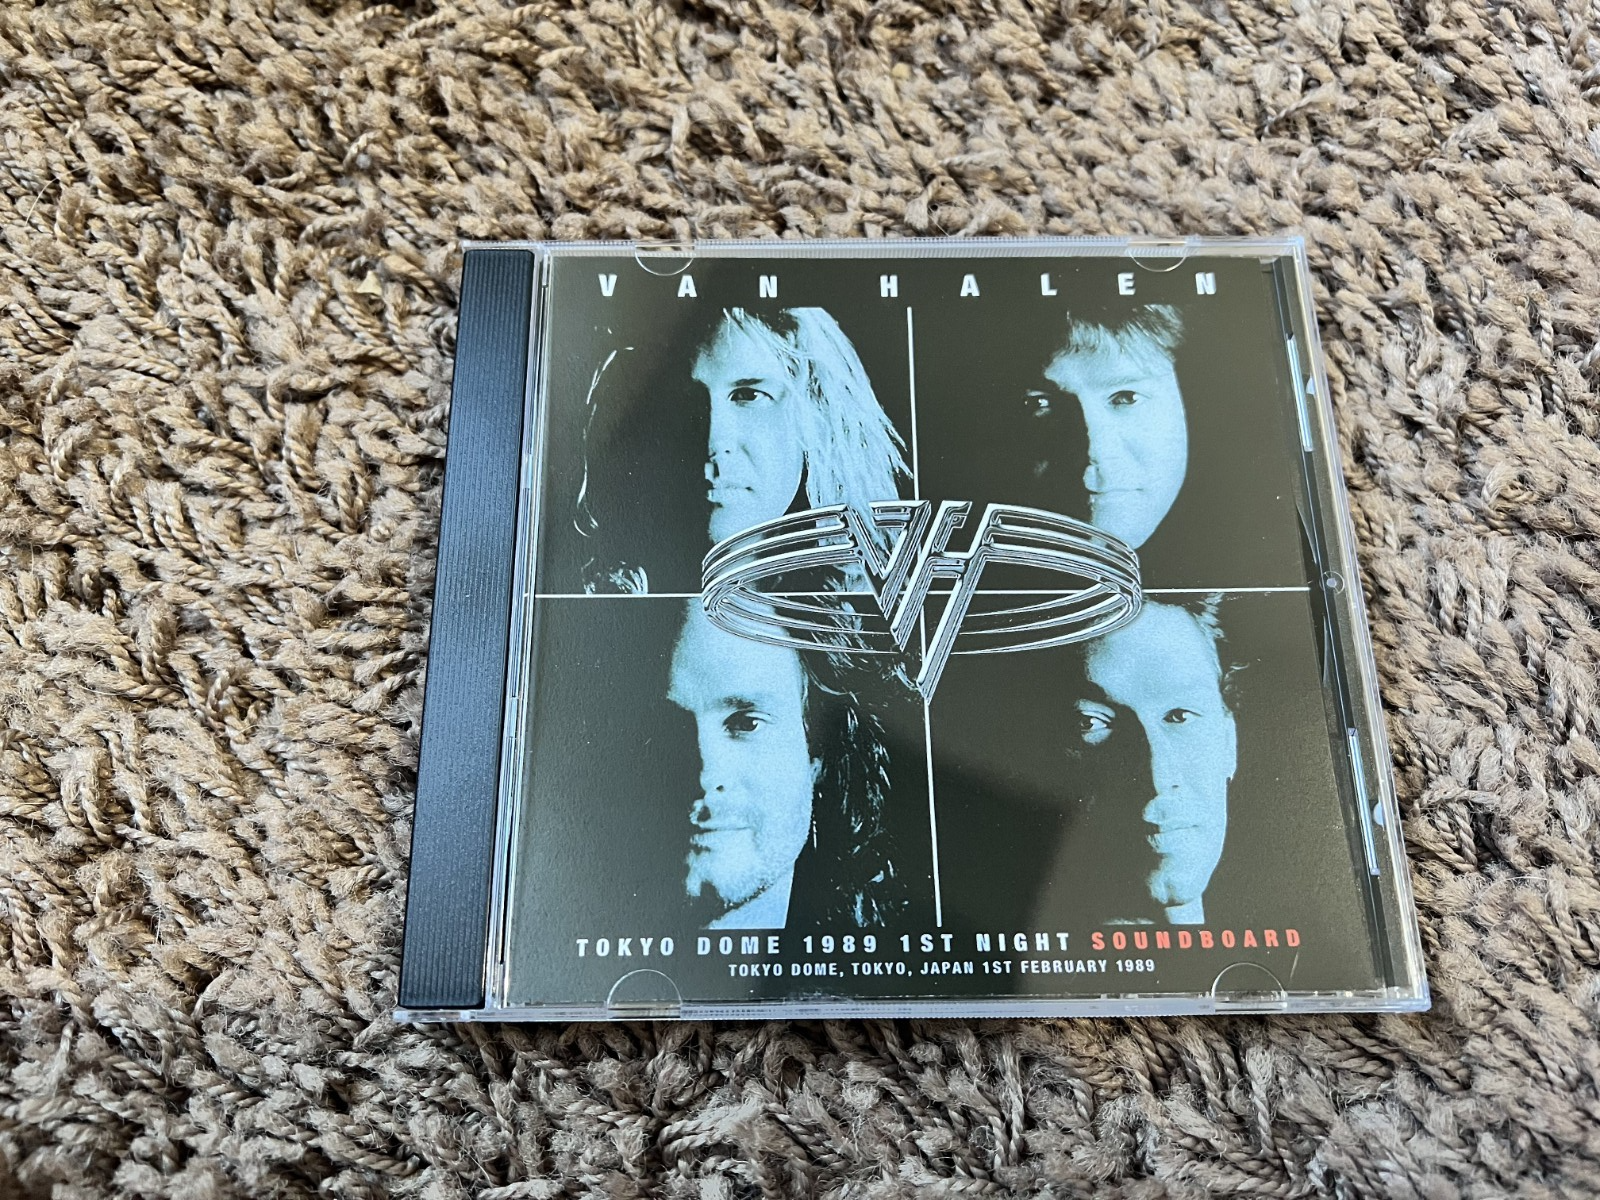 VAN HALEN
TOKYO DOME 1989 1ST NIGHT SOUNDBOARD
TOKYO DOME, TOKYO, JAPAN 1ST FEBRUARY 1989